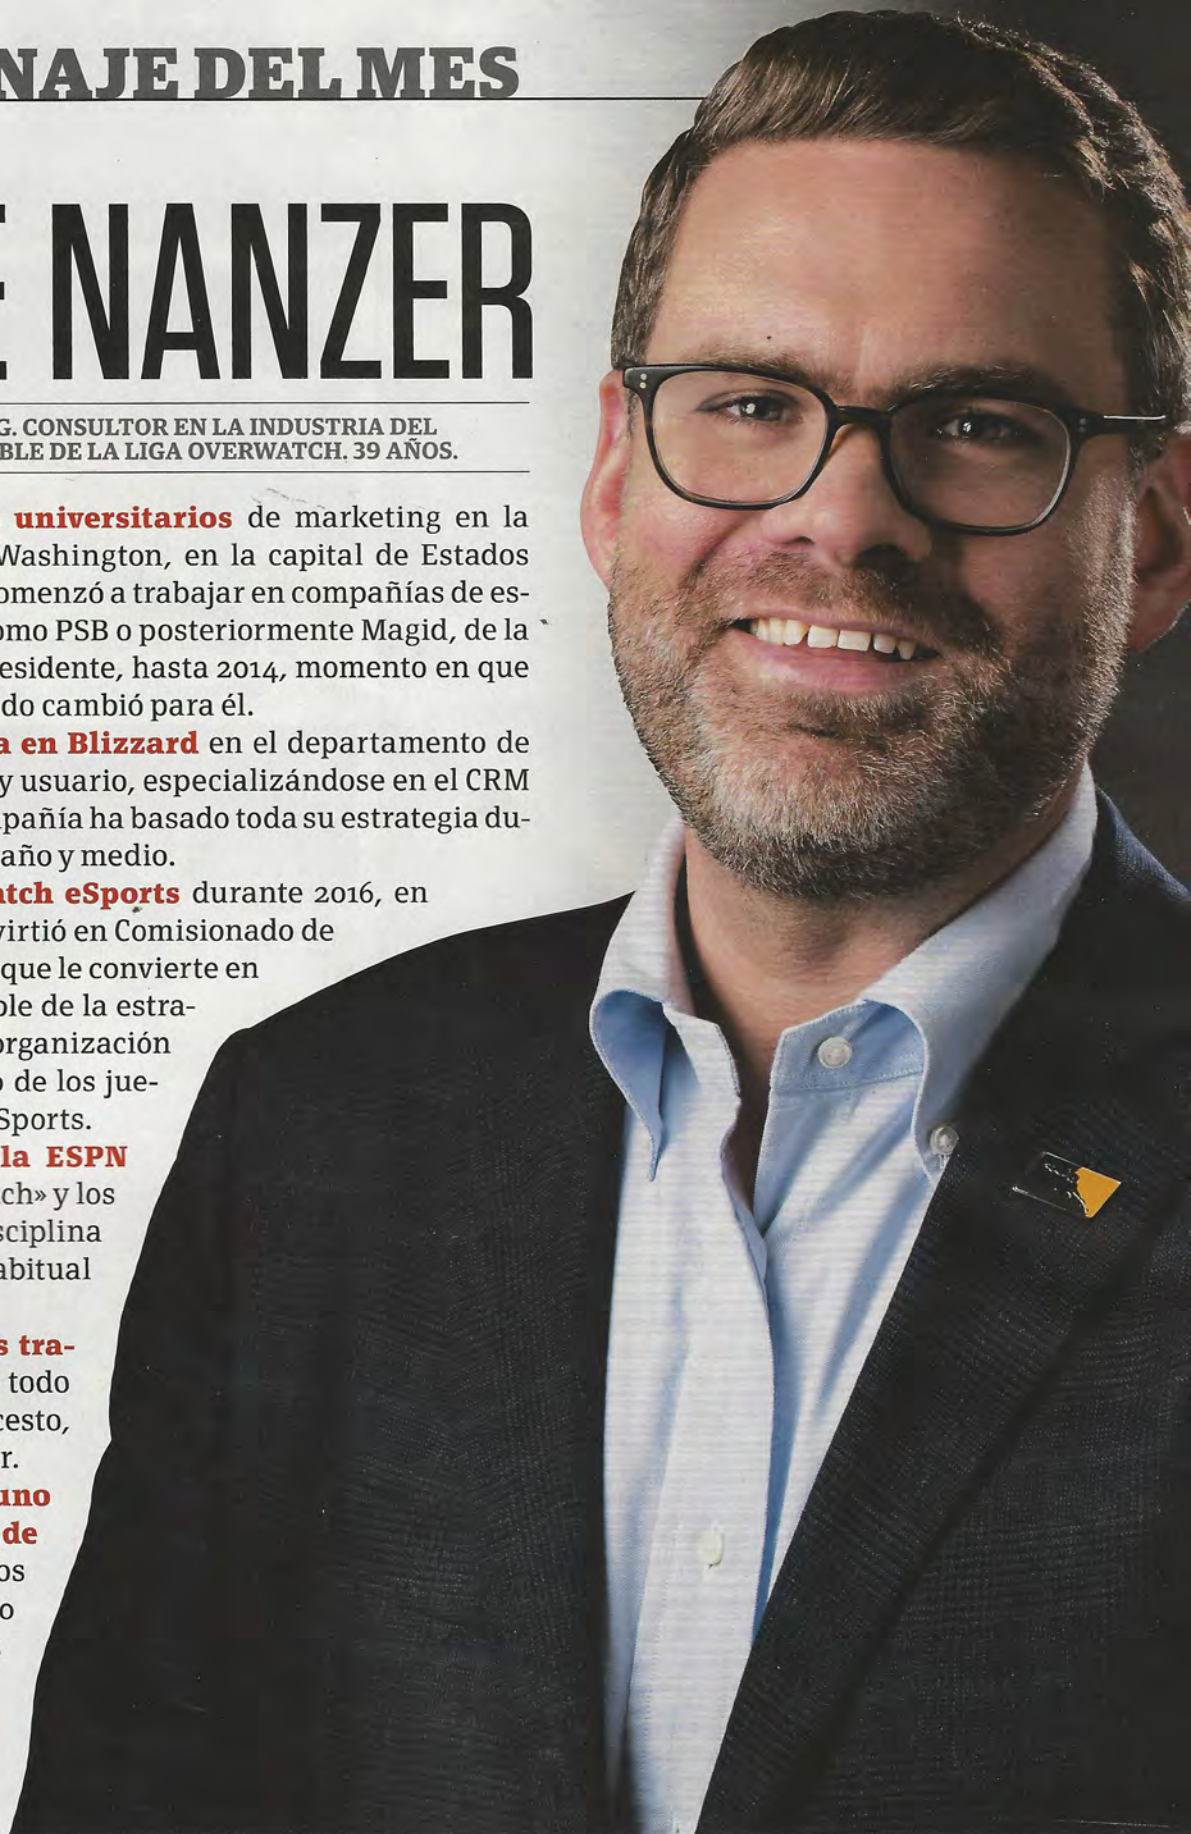 NAJE DEL MES
E NANZER
G. CONSULTOR EN LA INDUSTRIA DEL
BLE DE LA LIGA OVERWATCH. 39 AÑOS.
universitarios de marketing en la
Washington, en la capital de Estados
omenzó a trabajar en compañías de es-
omo PSB o posteriormente Magid, de la
esidente, hasta 2014, momento en que
do cambió para él.
a en Blizzard en el departamento de
y usuario, especializándose en el CRM
pañía ha basado toda su estrategia du-
año y medio.
atch eSports durante 2016, en
virtió en Comisionado de
que le convierte en
ble de la estra-
organización
o de los jue-
Sports.
la ESPN
ch» y los
sciplina
abitual
s tra-
todo
cesto,
r.
uno
de
os
o